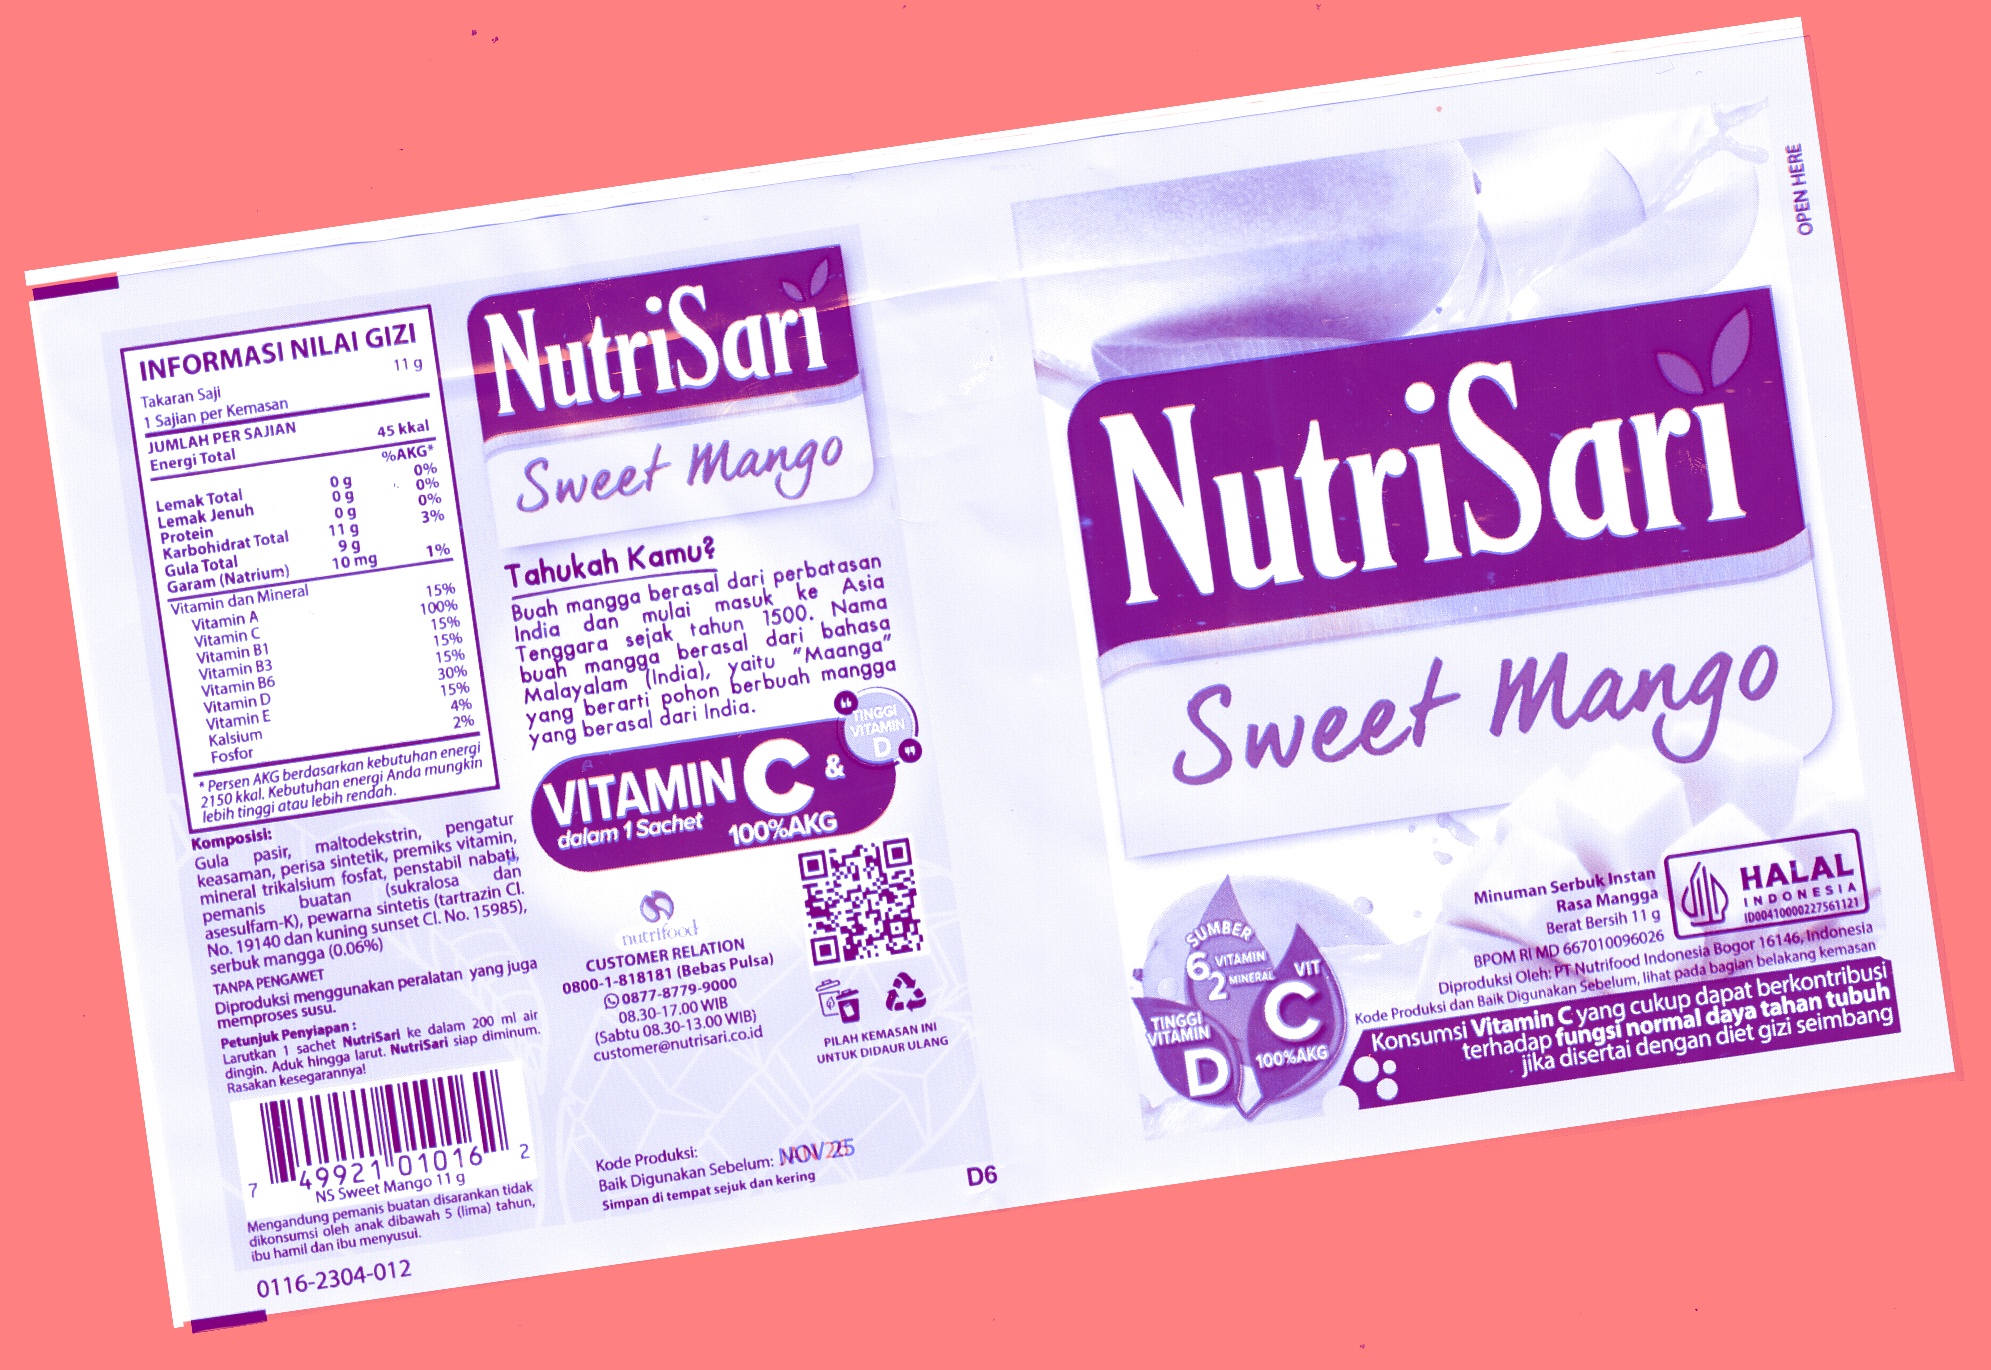 INFORMASI NILAI GIZI
Takaran Saji 11 g
1 Sajian per Kemasan
JUMLAH PER SAJIAN
Energi Total 45 kkal
%AKG*
Lemak Total 0 g 0%
Lemak Jenuh 0 g 0%
Protein 0 g 0%
Karbohidrat Total 11 g 3%
Gula Total 9 g
Garam (Natrium) 10 mg 1%
Vitamin dan Mineral
Vitamin A 15%
Vitamin C 100%
Vitamin B1 15%
Vitamin B3 15%
Vitamin B6 15%
Vitamin D 30%
Vitamin E 15%
Kalsium 4%
Fosfor 2%
* Persen AKG berdasarkan kebutuhan energi
2150 kkal. Kebutuhan energi Anda mungkin
lebih tinggi atau lebih rendah.
Komposisi:
Gula pasir, maltodekstrin, pengatur
keasaman, perisa sintetik, premiks vitamin,
mineral trikalsium fosfat, penstabil nabati,
pemanis buatan (sukralosa dan
asesulfam-K), pewarna sintetis (tartrazin CI.
No. 19140 dan kuning sunset CI. No. 15985),
serbuk mangga (0.06%)
TANPA PENGAWET
Diproduksi menggunakan peralatan yang juga
memproses susu.
Petunjuk Penyiapan :
Larutkan 1 sachet NutriSari ke dalam 200 ml air
dingin. Aduk hingga larut. NutriSari siap diminum.
Rasakan kesegarannya!
7 49921 01016 2
NS Sweet Mango 11 g
Mengandung pemanis buatan disarankan tidak
dikonsumsi oleh anak dibawah 5 (lima) tahun,
ibu hamil dan ibu menyusui.
0116-2304-012
NutriSari
Sweet Mango
Tahukah Kamu?
Buah mangga berasal dari perbatasan
India dan mulai masuk ke Asia
Tenggara sejak tahun 1500. Nama
buah mangga berasal dari bahasa
Malayalam (India), yaitu "Maanga"
yang berarti pohon berbuah mangga
yang berasal dari India.
VITAMIN C &
dalam 1 Sachet 100%AKG
TINGGI
VITAMIN
D
nutrifood
CUSTOMER RELATION
0800-1-818181 (Bebas Pulsa)
0877-8779-9000
08.30-17.00 WIB
(Sabtu 08.30-13.00 WIB)
customer@nutrisari.co.id
PILAH KEMASAN INI
UNTUK DIDAUR ULANG
Kode Produksi:
Baik Digunakan Sebelum: NOV 25
Simpan di tempat sejuk dan kering
D6
OPEN HERE
NutriSari
Sweet Mango
SUMBER
6 VITAMIN
2 MINERAL
TINGGI
VITAMIN
D
VIT
C
100%AKG
Minuman Serbuk Instan
Rasa Mangga
Berat Bersih 11 g
BPOM RI MD 667010096026
Diproduksi Oleh: PT Nutrifood Indonesia Bogor 16146, Indonesia
Kode Produksi dan Baik Digunakan Sebelum, lihat pada bagian belakang kemasan
HALAL
INDONESIA
ID00410000227561121
Konsumsi Vitamin C yang cukup dapat berkontribusi
terhadap fungsi normal daya tahan tubuh
jika disertai dengan diet gizi seimbang